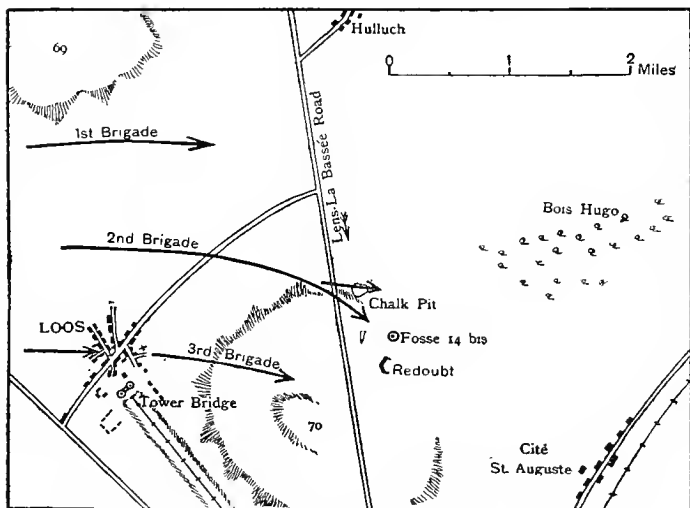 69
Hulluch
0 1 2
Miles
1st Brigade
Lens-La Bassée Road
Bois Hugo
2nd Brigade
Chalk Pit
LOOS
Fosse 14 bis
3rd Brigade
Redoubt
Tower Bridge
70
Cité
St. Auguste